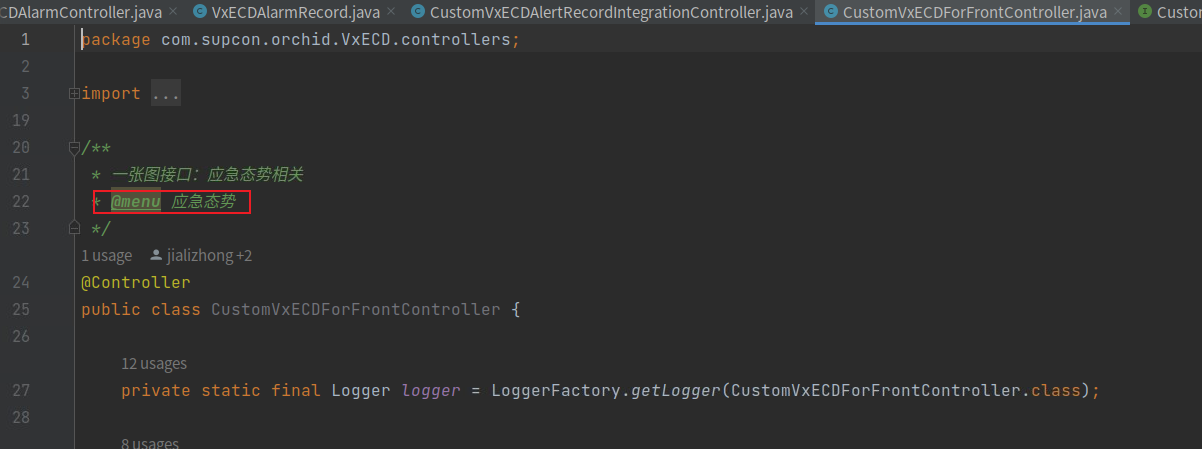 CDAlarmController.java × VxECDAlarmRecord.java × CustomVxECDAlertRecordIntegrationController.java × CustomVxECDForFrontController.java × Custo
1 package com.supcon.orchid.VxECD.controllers;
2
3 import ...
19
20 /**
21 * 一张图接口：应急态势相关
22 * @menu 应急态势
23 */
1 usage jializhong +2
24 @Controller
25 public class CustomVxECDForFrontController {
26
12 usages
27 private static final Logger logger = LoggerFactory.getLogger(CustomVxECDForFrontController.class);
28
8 usages